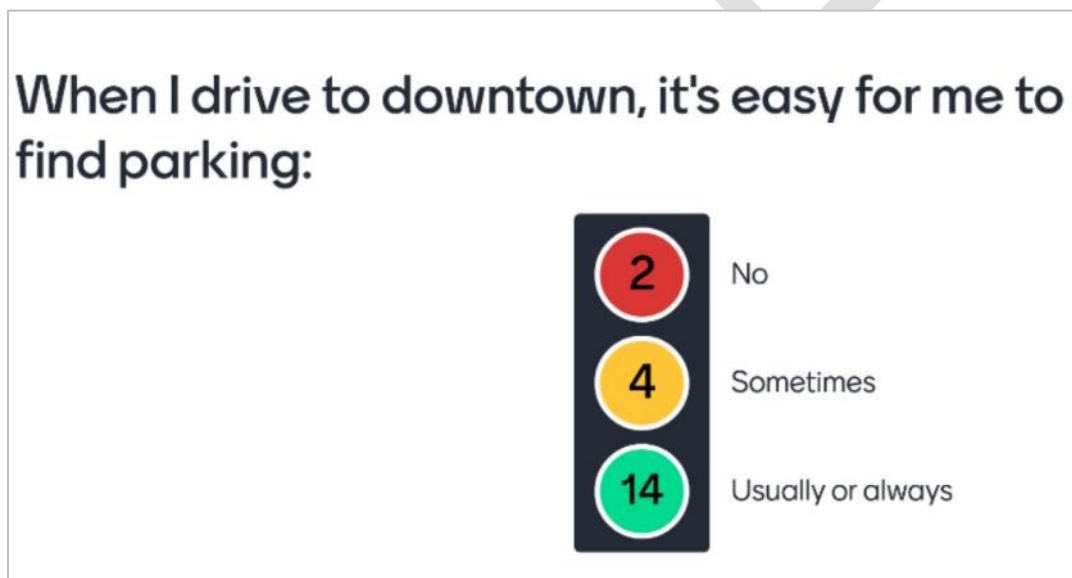 When I drive to downtown, it's easy for me to
find parking:
2 No
4 Sometimes
14 Usually or always